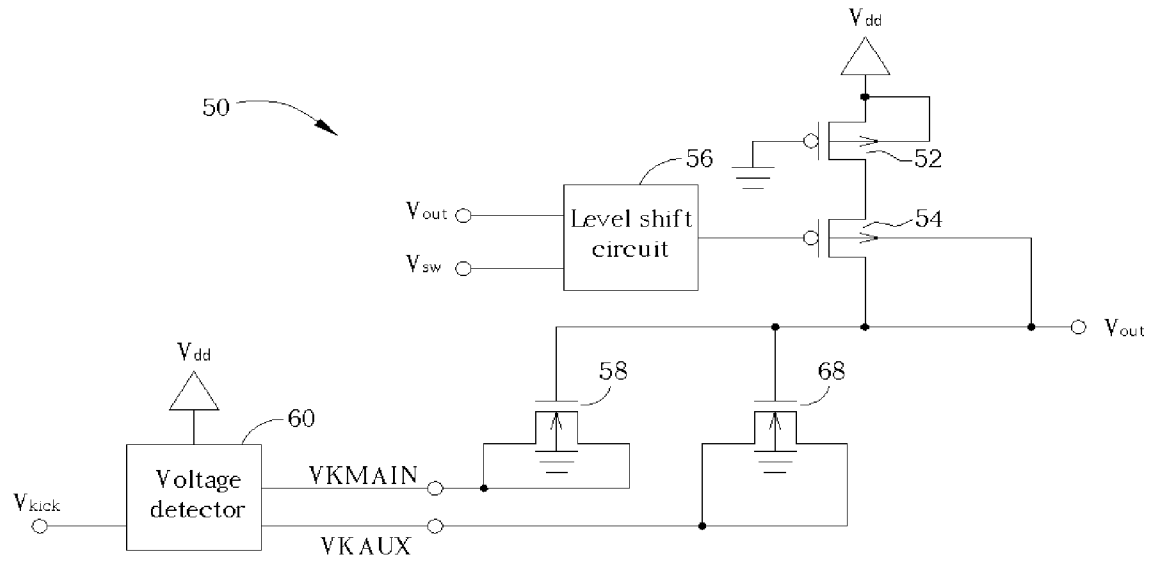 Vdd
50
52
56
Vout
Level shift
circuit
54
Vsw
Vout
Vdd
58
68
60
Voltage
detector
VKMAIN
Vkick
VKAUX